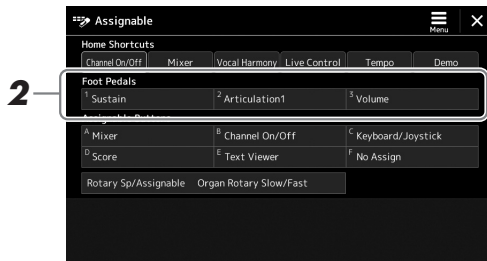 Assignable
Menu
Home Shortcuts
Channel On/Off Mixer Vocal Harmony Live Control Tempo Demo
2
Foot Pedals
1 Sustain 2 Articulation1 3 Volume
Assignable Buttons
A Mixer B Channel On/Off C Keyboard/Joystick
D Score E Text Viewer F No Assign
Rotary Sp/Assignable Organ Rotary Slow/Fast